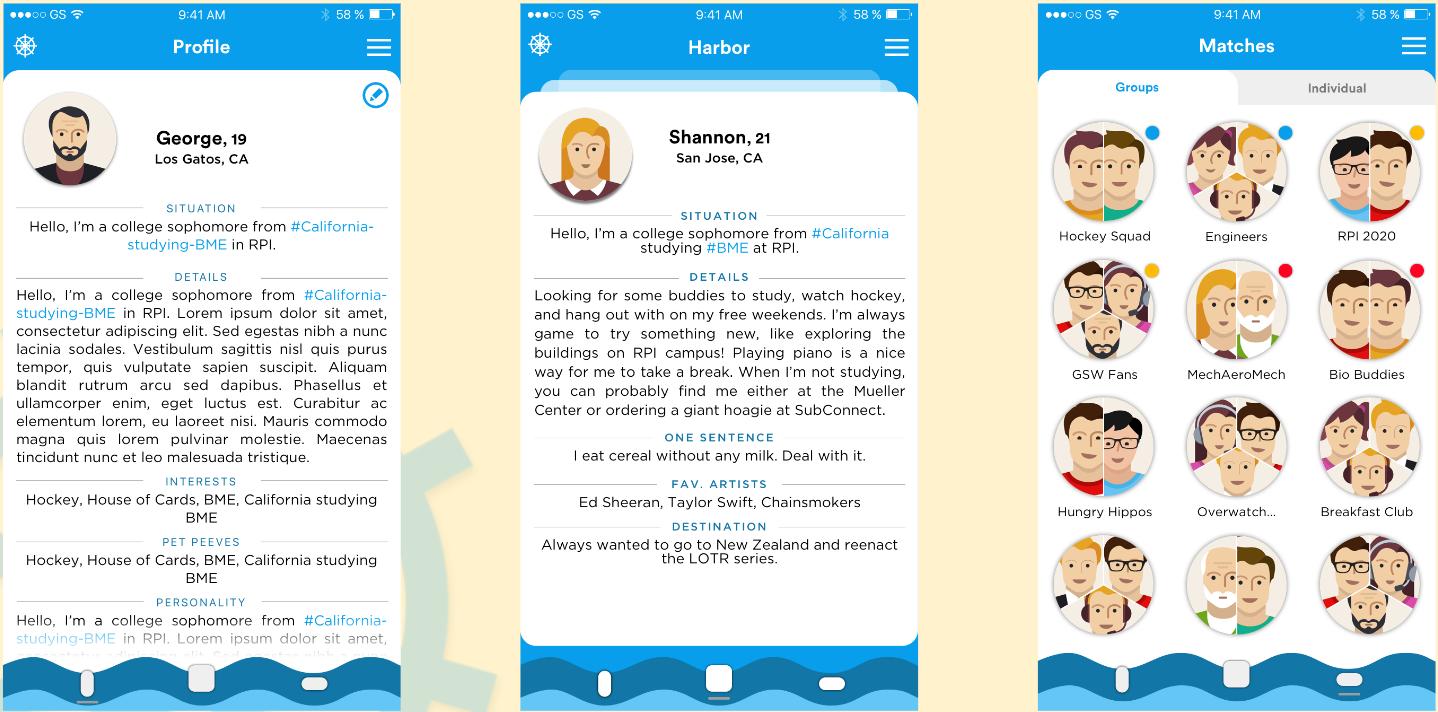 ●●●○○ GS 9:41 AM 58 %
Profile
George, 19
Los Gatos, CA
SITUATION
Hello, I'm a college sophomore from #California-
studying-BME in RPI.
DETAILS
Hello, I'm a college sophomore from #California-
studying-BME in RPI. Lorem ipsum dolor sit amet,
consectetur adipiscing elit. Sed egestas nibh a nunc
lacinia sodales. Vestibulum sagittis nisl quis purus
tempor, quis vulputate sapien suscipit. Aliquam
blandit rutrum arcu sed dapibus. Phasellus et
ullamcorper enim, eget luctus est. Curabitur ac
elementum lorem, eu laoreet nisi. Mauris commodo
magna quis lorem pulvinar molestie. Maecenas
tincidunt nunc et leo malesuada tristique.
INTERESTS
Hockey, House of Cards, BME, California studying
BME
PET PEEVES
Hockey, House of Cards, BME, California studying
BME
PERSONALITY
Hello, I'm a college sophomore from #California-
studying-BME in RPI. Lorem ipsum dolor sit amet,
consectetur adipiscing elit. Sed egestas nibh a nunc
●●●○○ GS 9:41 AM 58 %
Harbor
Shannon, 21
San Jose, CA
SITUATION
Hello, I'm a college sophomore from #California
studying #BME at RPI.
DETAILS
Looking for some buddies to study, watch hockey,
and hang out with on my free weekends. I'm always
game to try something new, like exploring the
buildings on RPI campus! Playing piano is a nice
way for me to take a break. When I'm not studying,
you can probably find me either at the Mueller
Center or ordering a giant hoagie at SubConnect.
ONE SENTENCE
I eat cereal without any milk. Deal with it.
FAV. ARTISTS
Ed Sheeran, Taylor Swift, Chainsmokers
DESTINATION
Always wanted to go to New Zealand and reenact
the LOTR series.
●●●○○ GS 9:41 AM 58 %
Matches
Groups Individual
Hockey Squad Engineers RPI 2020
GSW Fans MechAeroMech Bio Buddies
Hungry Hippos Overwatch... Breakfast Club